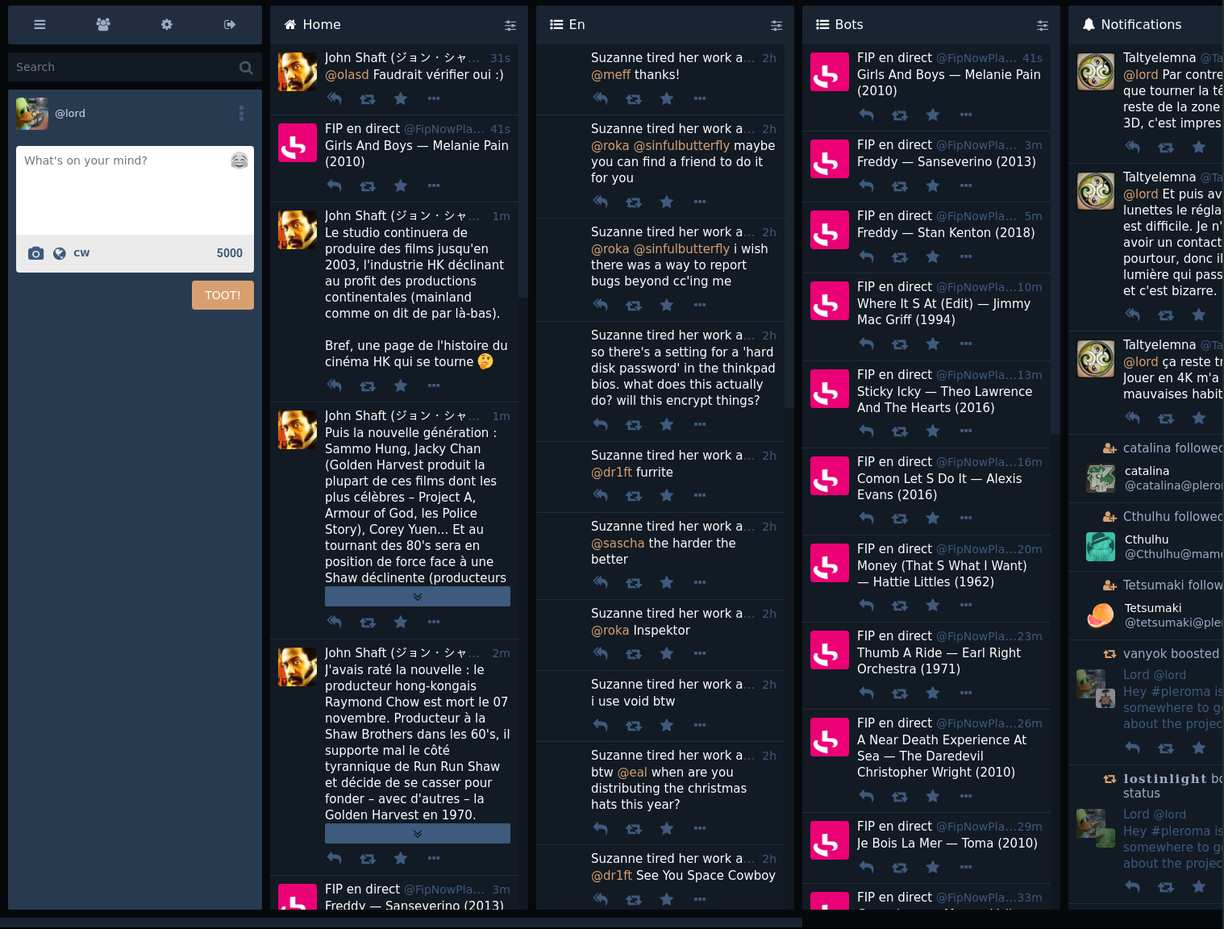 Search
@lord
What's on your mind?
CW
5000
TOOT!
Home
John Shaft (ジョン・シャ… 31s
@olasd Faudrait vérifier oui :)
FIP en direct @FipNowPla… 41s
Girls And Boys — Melanie Pain
(2010)
John Shaft (ジョン・シャ… 1m
Le studio continuera de
produire des films jusqu'en
2003, l'industrie HK déclinant
au profit des productions
continentales (mainland
comme on dit de par là-bas).
Bref, une page de l'histoire du
cinéma HK qui se tourne 🤔
John Shaft (ジョン・シャ… 1m
Puis la nouvelle génération :
Sammo Hung, Jacky Chan
(Golden Harvest produit la
plupart de ces films dont les
plus célèbres – Project A,
Armour of God, les Police
Story), Corey Yuen... Et au
tournant des 80's sera en
position de force face à une
Shaw déclinente (producteurs
John Shaft (ジョン・シャ… 2m
J'avais raté la nouvelle : le
producteur hong-kongais
Raymond Chow est mort le 07
novembre. Producteur à la
Shaw Brothers dans les 60's, il
supporte mal le côté
tyrannique de Run Run Shaw
et décide de se casser pour
fonder – avec d'autres – la
Golden Harvest en 1970.
FIP en direct @FipNowPla… 3m
Freddy — Sanseverino (2013)
En
Suzanne tired her work a… 2h
@meff thanks!
Suzanne tired her work a… 2h
@roka @sinfulbutterfly maybe
you can find a friend to do it
for you
Suzanne tired her work a… 2h
@roka @sinfulbutterfly i wish
there was a way to report
bugs beyond cc'ing me
Suzanne tired her work a… 2h
so there's a setting for a 'hard
disk password' in the thinkpad
bios. what does this actually
do? will this encrypt things?
Suzanne tired her work a… 2h
@dr1ft furrite
Suzanne tired her work a… 2h
@sascha the harder the
better
Suzanne tired her work a… 2h
@roka Inspektor
Suzanne tired her work a… 2h
i use void btw
Suzanne tired her work a… 2h
btw @eal when are you
distributing the christmas
hats this year?
Suzanne tired her work a… 2h
@dr1ft See You Space Cowboy
Bots
FIP en direct @FipNowPla… 41s
Girls And Boys — Melanie Pain
(2010)
FIP en direct @FipNowPla… 3m
Freddy — Sanseverino (2013)
FIP en direct @FipNowPla… 5m
Freddy — Stan Kenton (2018)
FIP en direct @FipNowPla… 10m
Where It S At (Edit) — Jimmy
Mac Griff (1994)
FIP en direct @FipNowPla… 13m
Sticky Icky — Theo Lawrence
And The Hearts (2016)
FIP en direct @FipNowPla… 16m
Comon Let S Do It — Alexis
Evans (2016)
FIP en direct @FipNowPla… 20m
Money (That S What I Want)
— Hattie Littles (1962)
FIP en direct @FipNowPla… 23m
Thumb A Ride — Earl Right
Orchestra (1971)
FIP en direct @FipNowPla… 26m
A Near Death Experience At
Sea — The Daredevil
Christopher Wright (2010)
FIP en direct @FipNowPla… 29m
Je Bois La Mer — Toma (2010)
FIP en direct @FipNowPla… 33m
Notifications
Taltyelemna @Ta
@lord Par contre
que tourner la tê
reste de la zone
3D, c'est impres
Taltyelemna @Ta
@lord Et puis av
lunettes le régla
est difficile. Je n'
avoir un contact
pourtour, donc il
lumière qui pass
et c'est bizarre.
Taltyelemna @Ta
@lord ça reste tr
Jouer en 4K m'a
mauvaises habit
catalina followed
catalina
@catalina@plero
Cthulhu followed
Cthulhu
@Cthulhu@mam
Tetsumaki follow
Tetsumaki
@tetsumaki@ple
vanyok boosted
Lord @lord
Hey #pleroma is
somewhere to g
about the projec
lostinlight bo
status
Lord @lord
Hey #pleroma is
somewhere to g
about the projec